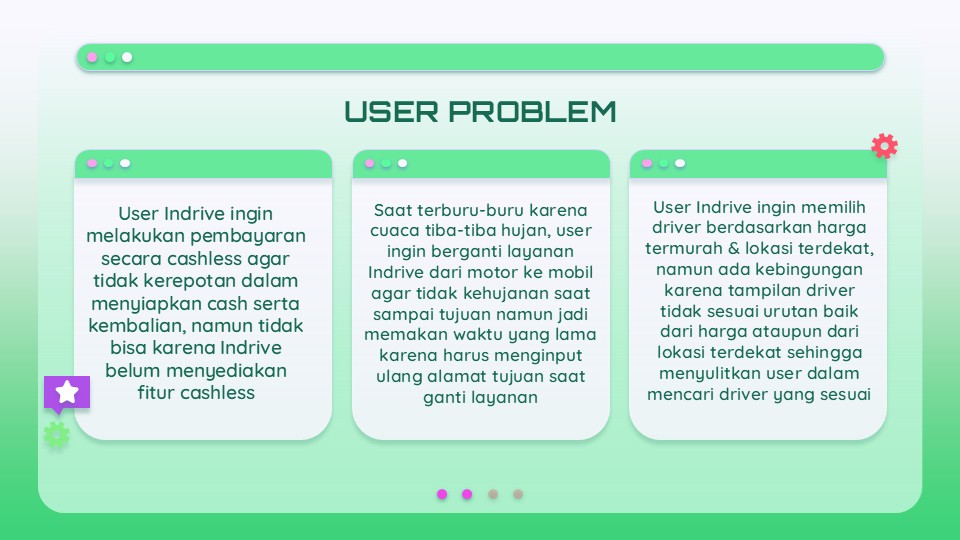 USER PROBLEM
User Indrive ingin
melakukan pembayaran
secara cashless agar
tidak kerepotan dalam
menyiapkan cash serta
kembalian, namun tidak
bisa karena Indrive
belum menyediakan
fitur cashless
Saat terburu-buru karena
cuaca tiba-tiba hujan, user
ingin berganti layanan
Indrive dari motor ke mobil
agar tidak kehujanan saat
sampai tujuan namun jadi
memakan waktu yang lama
karena harus menginput
ulang alamat tujuan saat
ganti layanan
User Indrive ingin memilih
driver berdasarkan harga
termurah & lokasi terdekat,
namun ada kebingungan
karena tampilan driver
tidak sesuai urutan baik
dari harga ataupun dari
lokasi terdekat sehingga
menyulitkan user dalam
mencari driver yang sesuai